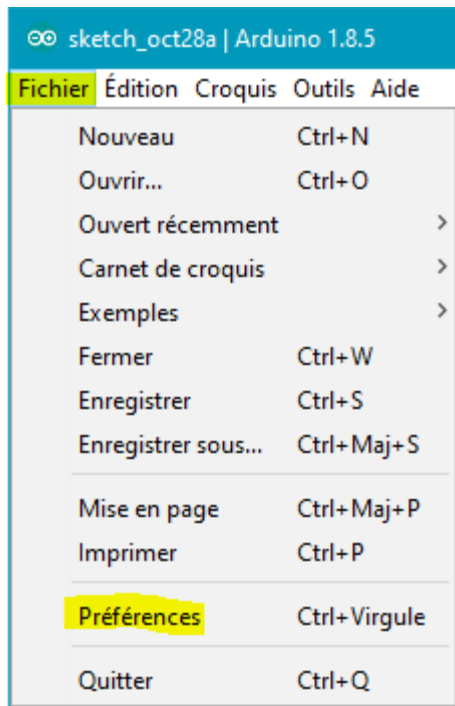 sketch_oct28a | Arduino 1.8.5
Fichier Édition Croquis Outils Aide
Nouveau Ctrl+N
Ouvrir... Ctrl+O
Ouvert récemment
Carnet de croquis
Exemples
Fermer Ctrl+W
Enregistrer Ctrl+S
Enregistrer sous... Ctrl+Maj+S
Mise en page Ctrl+Maj+P
Imprimer Ctrl+P
Préférences Ctrl+Virgule
Quitter Ctrl+Q